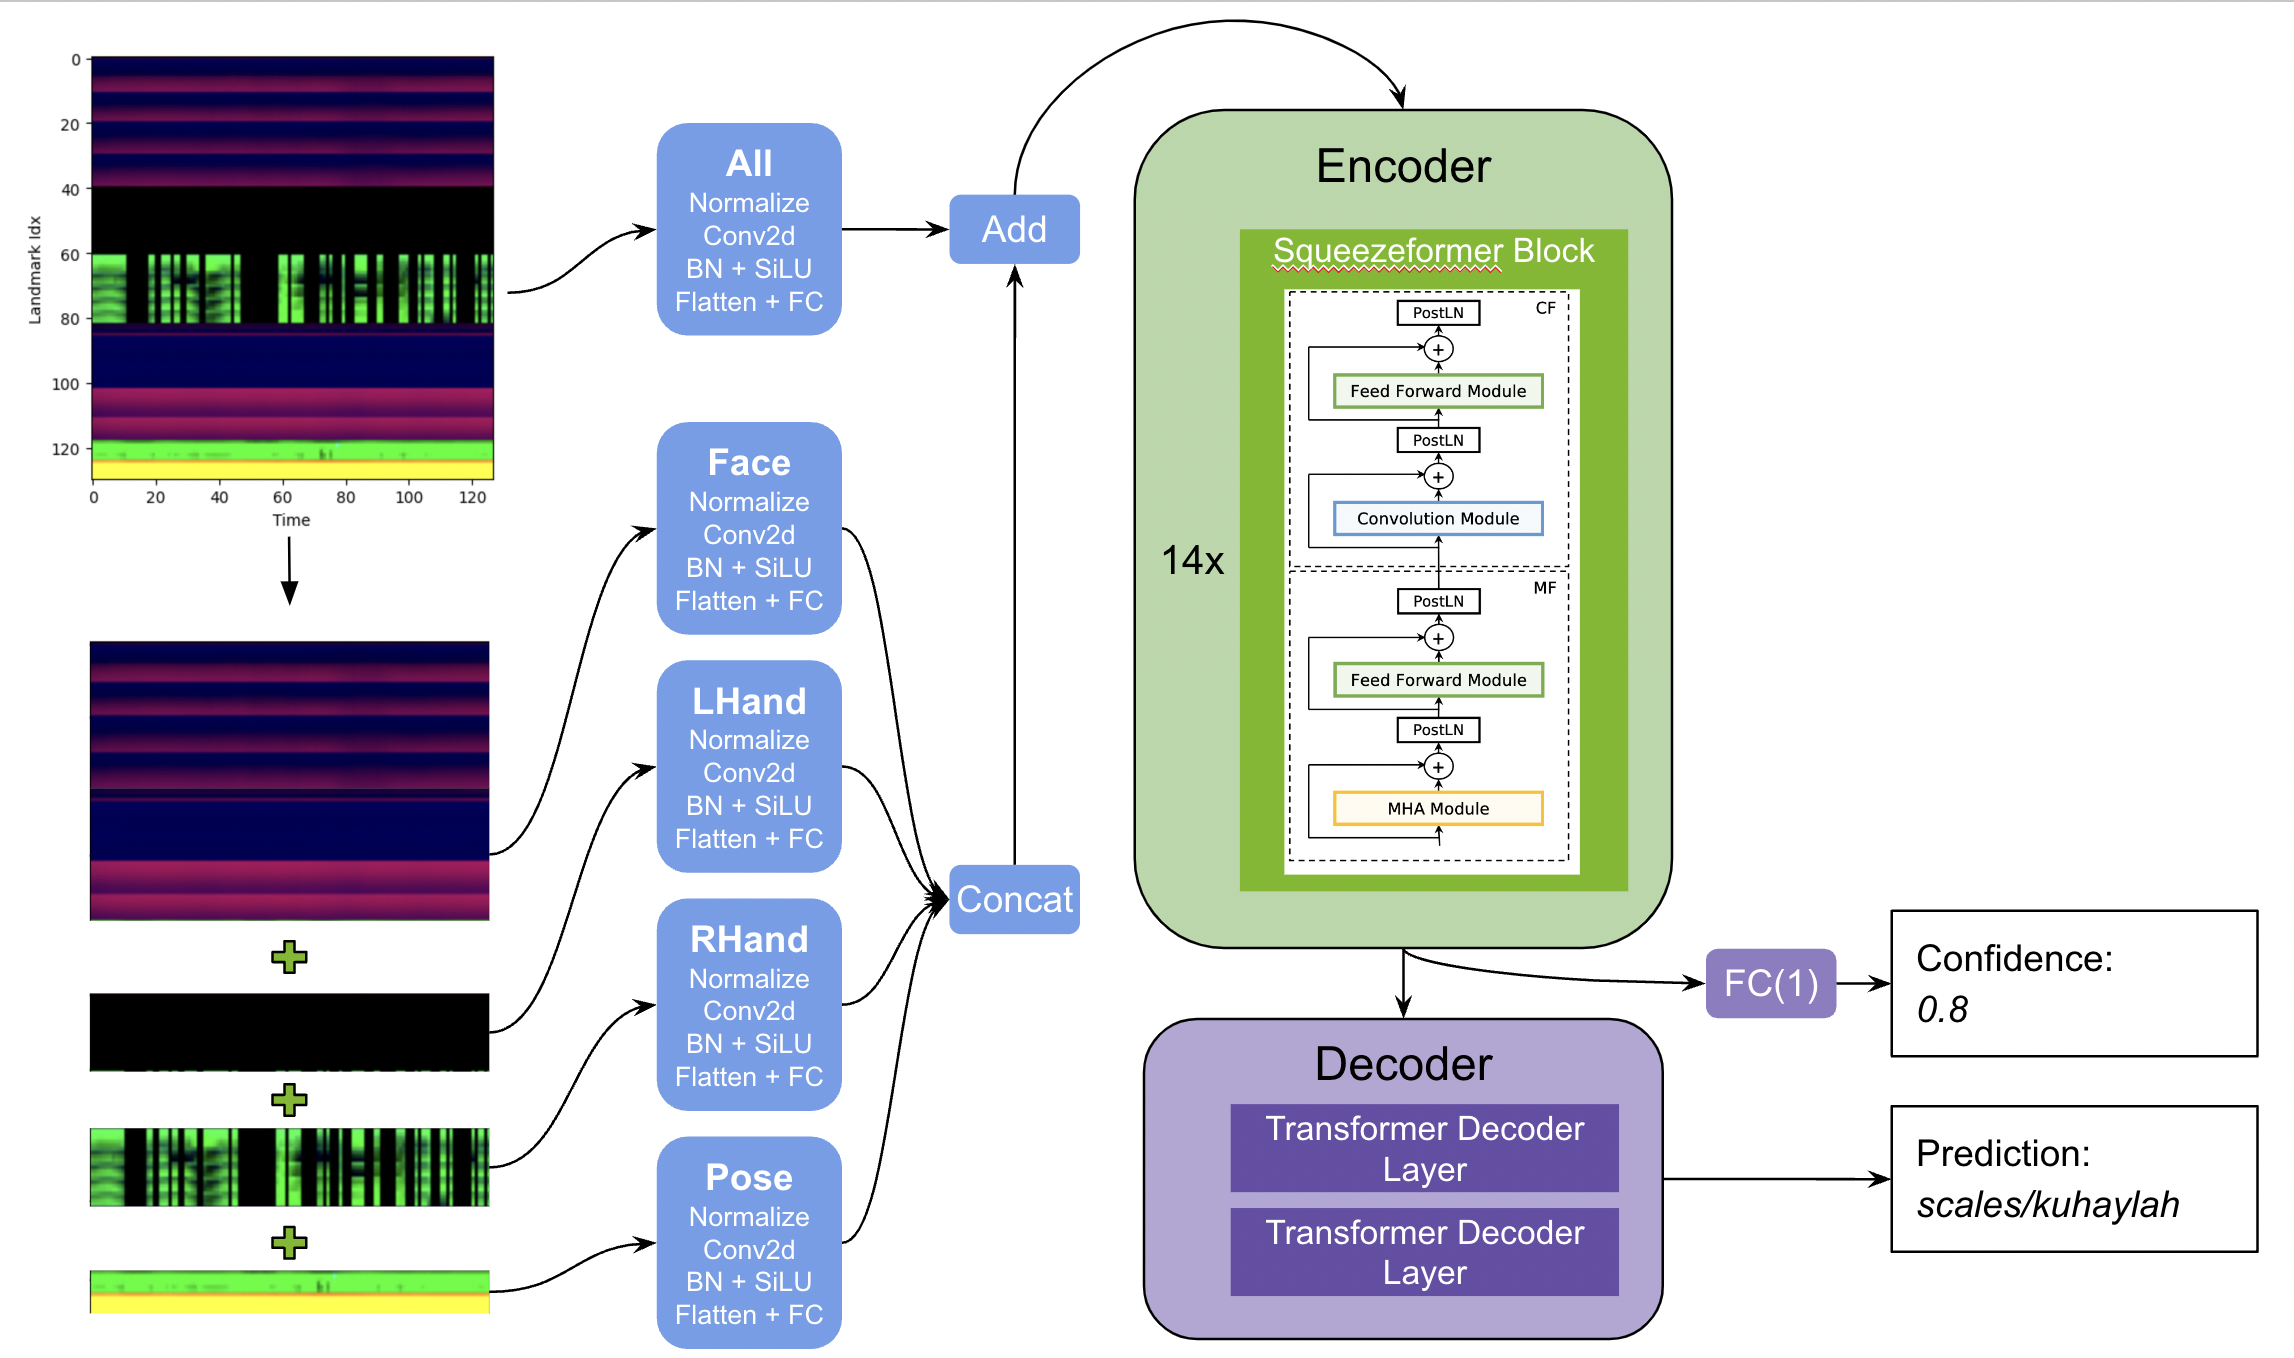 0
20
40
60
80
100
120
Landmark Idx
0 20 40 60 80 100 120
Time
All
Normalize
Conv2d
BN + SiLU
Flatten + FC
Face
Normalize
Conv2d
BN + SiLU
Flatten + FC
LHand
Normalize
Conv2d
BN + SiLU
Flatten + FC
RHand
Normalize
Conv2d
BN + SiLU
Flatten + FC
Pose
Normalize
Conv2d
BN + SiLU
Flatten + FC
Add
Concat
Encoder
Squeezeformer Block
14x
CF
PostLN
+
Feed Forward Module
PostLN
+
Convolution Module
MF
PostLN
+
Feed Forward Module
PostLN
+
MHA Module
Decoder
Transformer Decoder
Layer
Transformer Decoder
Layer
FC(1)
Confidence:
0.8
Prediction:
scales/kuhaylah